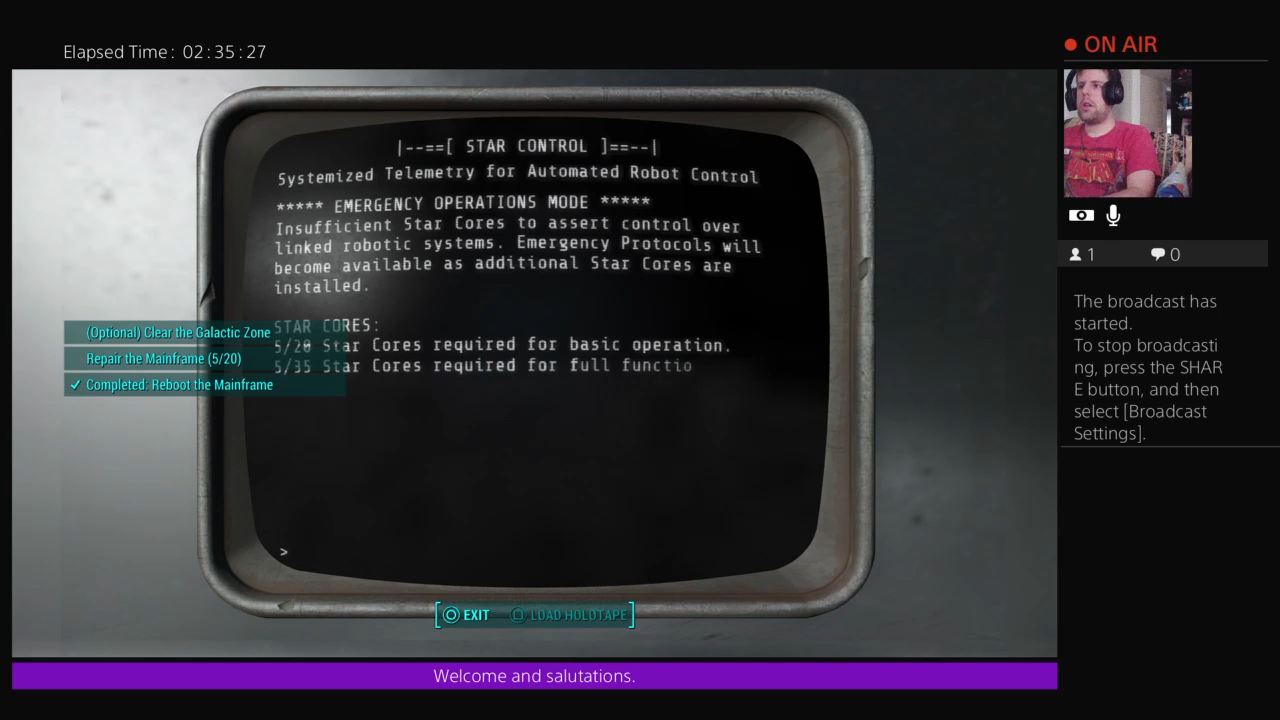 Elapsed Time: 02:35:27
ON AIR
|--==[ STAR CONTROL ]==--|
Systemized Telemetry for Automated Robot Control
***** EMERGENCY OPERATIONS MODE *****
Insufficient Star Cores to assert control over
linked robotic systems. Emergency Protocols will
become available as additional Star Cores are
installed.
STAR CORES:
5/20 Star Cores required for basic operation.
5/35 Star Cores required for full functio
>
(Optional) Clear the Galactic Zone
Repair the Mainframe (5/20)
✓ Completed: Reboot the Mainframe
EXIT
LOAD HOLOTAPE
Welcome and salutations.
1
0
The broadcast has
started.
To stop broadcasti
ng, press the SHAR
E button, and then
select [Broadcast
Settings].